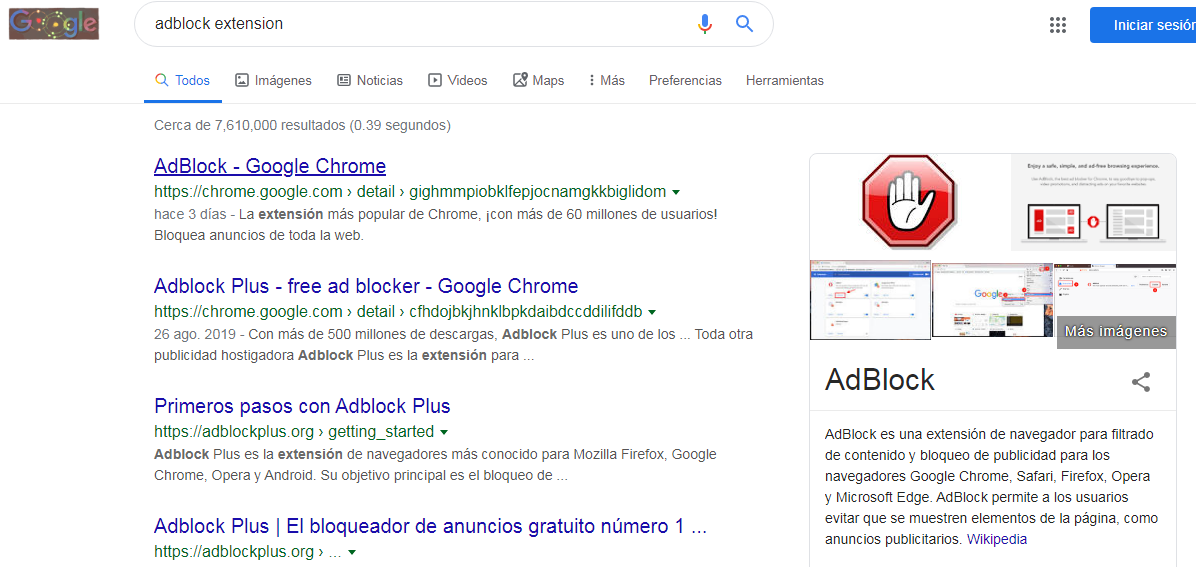 Google
adblock extension
Iniciar sesión
Todos
Imágenes
Noticias
Videos
Maps
Más
Preferencias
Herramientas
Cerca de 7,610,000 resultados (0.39 segundos)
AdBlock - Google Chrome
https://chrome.google.com › detail › gighmmpiobklfepjocnamgkkbiglidom
hace 3 días - La extensión más popular de Chrome, ¡con más de 60 millones de usuarios!
Bloquea anuncios de toda la web.
Adblock Plus - free ad blocker - Google Chrome
https://chrome.google.com › detail › cfhdojbkjhnklbpkdaibdccddilifddb
26 ago. 2019 - Con más de 500 millones de descargas, Adblock Plus es uno de los ... Toda otra
publicidad hostigadora Adblock Plus es la extensión para ...
Primeros pasos con Adblock Plus
https://adblockplus.org › getting_started
Adblock Plus es la extensión de navegadores más conocido para Mozilla Firefox, Google
Chrome, Opera y Android. Su objetivo principal es el bloqueo de ...
Adblock Plus | El bloqueador de anuncios gratuito número 1 ...
https://adblockplus.org › ...
Enjoy a safe, simple, and ad-free browsing experience.
Google
Más imágenes
AdBlock
AdBlock es una extensión de navegador para filtrado
de contenido y bloqueo de publicidad para los
navegadores Google Chrome, Safari, Firefox, Opera
y Microsoft Edge. AdBlock permite a los usuarios
evitar que se muestren elementos de la página, como
anuncios publicitarios. Wikipedia